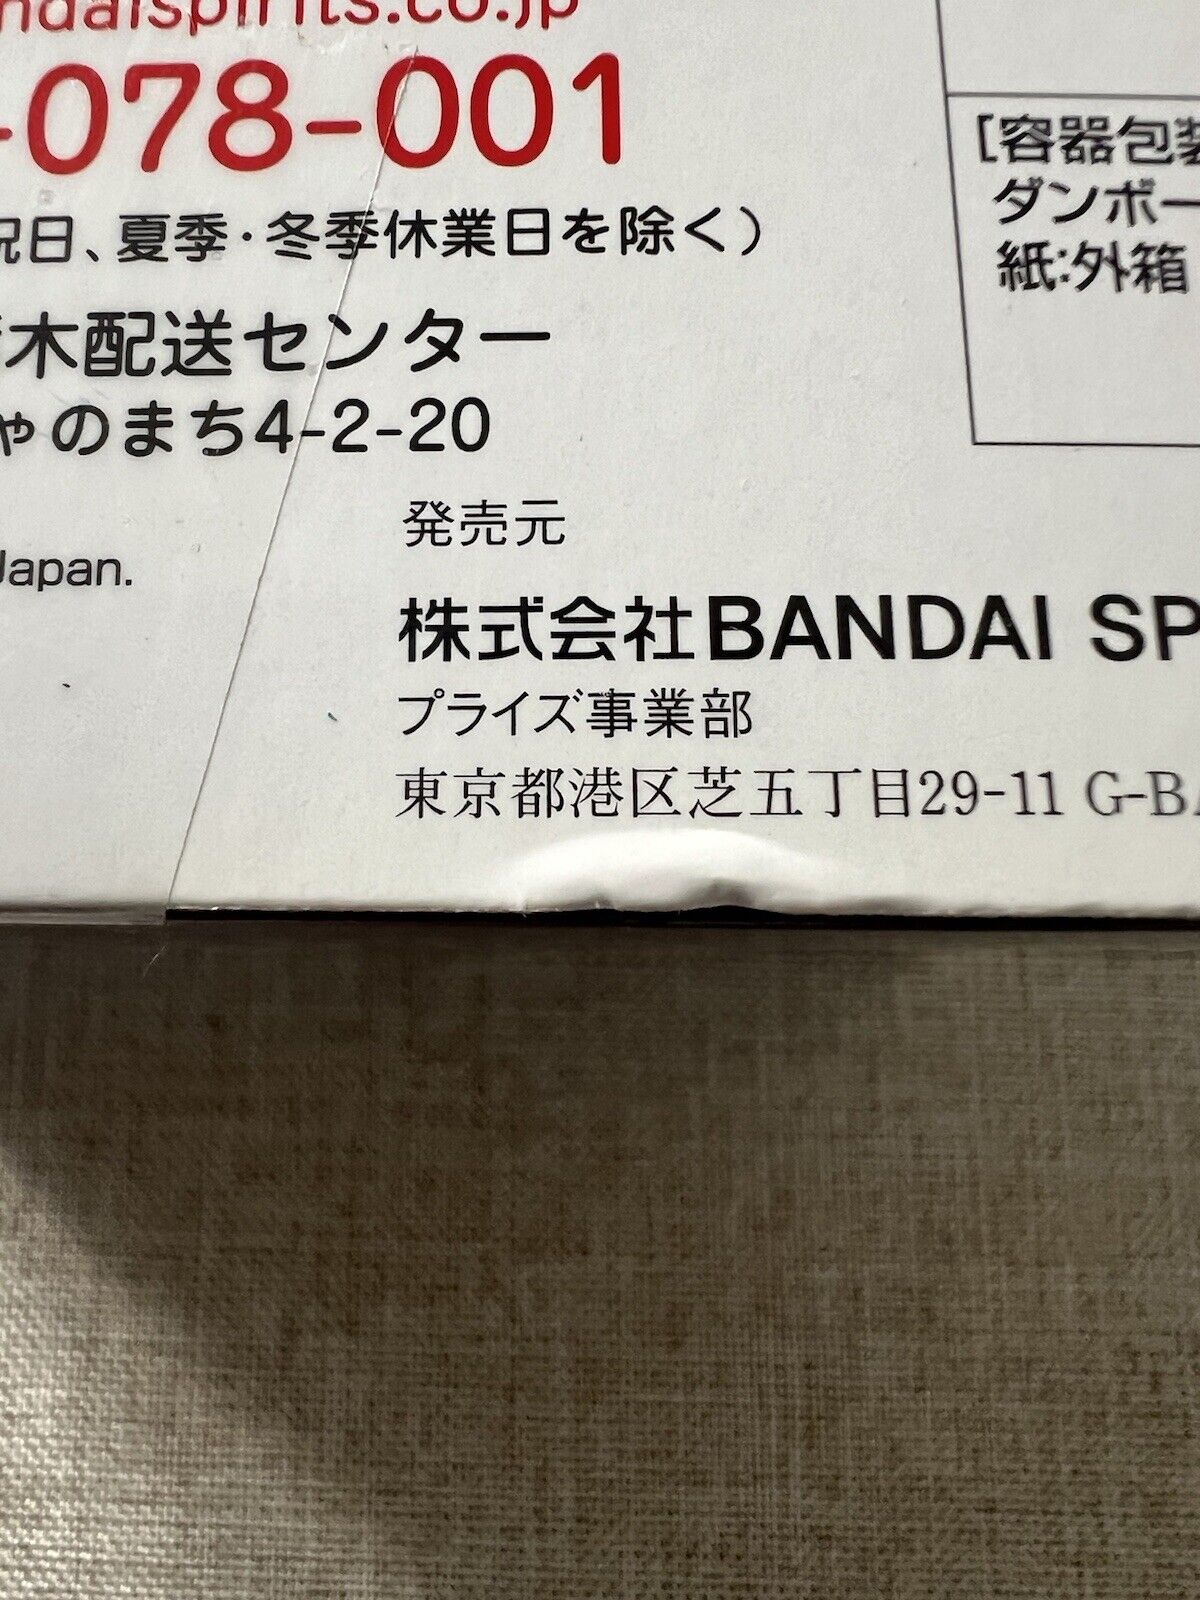 ndaispirits.co.jp
-078-001
祝日、夏季・冬季休業日を除く)
木配送センター
ゃのまち4-2-20
Japan.
発売元
株式会社BANDAI SP
プライズ事業部
東京都港区芝五丁目29-11 G-BA
[容器包装
ダンボー
紙:外箱